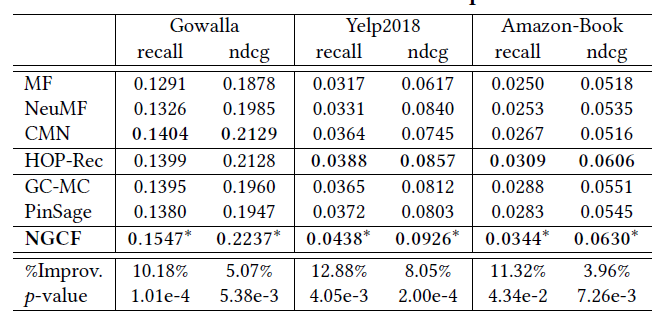 Gowalla Yelp2018 Amazon-Book
recall ndcg recall ndcg recall ndcg
MF 0.1291 0.1878 0.0317 0.0617 0.0250 0.0518
NeuMF 0.1326 0.1985 0.0331 0.0840 0.0253 0.0535
CMN 0.1404 0.2129 0.0364 0.0745 0.0267 0.0516
HOP-Rec 0.1399 0.2128 0.0388 0.0857 0.0309 0.0606
GC-MC 0.1395 0.1960 0.0365 0.0812 0.0288 0.0551
PinSage 0.1380 0.1947 0.0372 0.0803 0.0283 0.0545
NGCF 0.1547* 0.2237* 0.0438* 0.0926* 0.0344* 0.0630*
%Improv. 10.18% 5.07% 12.88% 8.05% 11.32% 3.96%
p-value 1.01e-4 5.38e-3 4.05e-3 2.00e-4 4.34e-2 7.26e-3